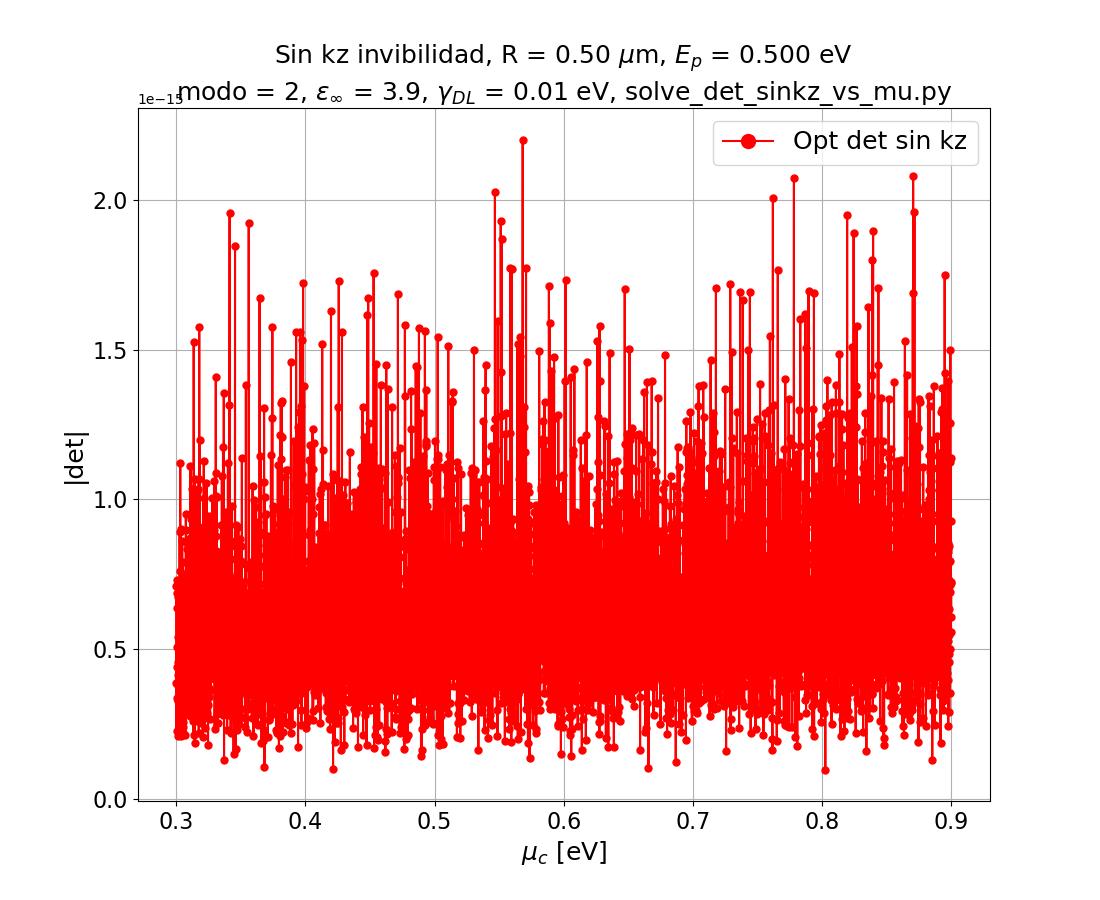 Sin kz invibilidad, R = 0.50 μm, E_p = 0.500 eV
modo = 2, ε_∞ = 3.9, γ_DL = 0.01 eV, solve_det_sinkz_vs_mu.py
1e−15
Opt det sin kz
2.0
1.5
1.0
0.5
0.0
|det|
0.3 0.4 0.5 0.6 0.7 0.8 0.9
μ_c [eV]